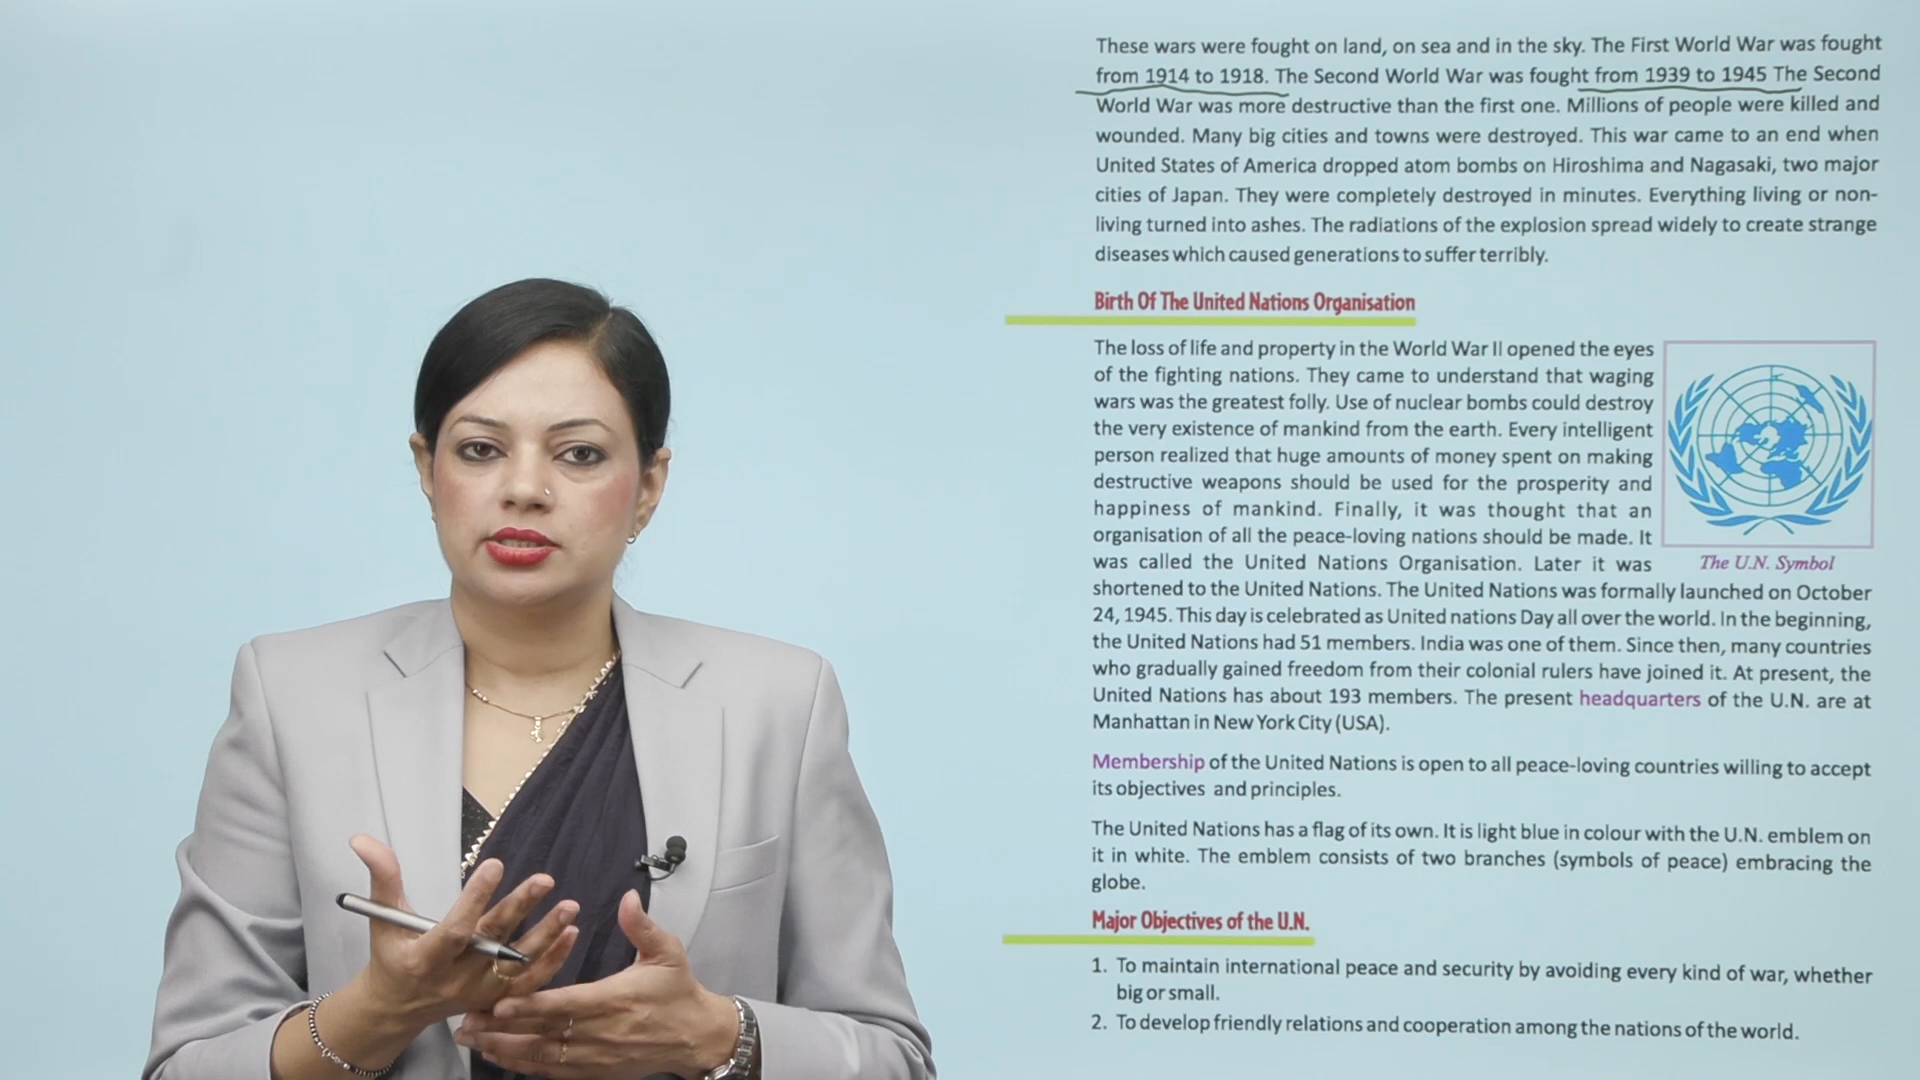 These wars were fought on land, on sea and in the sky. The First World War was fought
from 1914 to 1918. The Second World War was fought from 1939 to 1945 The Second
World War was more destructive than the first one. Millions of people were killed and
wounded. Many big cities and towns were destroyed. This war came to an end when
United States of America dropped atom bombs on Hiroshima and Nagasaki, two major
cities of Japan. They were completely destroyed in minutes. Everything living or non-
living turned into ashes. The radiations of the explosion spread widely to create strange
diseases which caused generations to suffer terribly.
Birth Of The United Nations Organisation
The loss of life and property in the World War II opened the eyes
of the fighting nations. They came to understand that waging
wars was the greatest folly. Use of nuclear bombs could destroy
the very existence of mankind from the earth. Every intelligent
person realized that huge amounts of money spent on making
destructive weapons should be used for the prosperity and
happiness of mankind. Finally, it was thought that an
organisation of all the peace-loving nations should be made. It
was called the United Nations Organisation. Later it was
The U.N. Symbol
shortened to the United Nations. The United Nations was formally launched on October
24, 1945. This day is celebrated as United nations Day all over the world. In the beginning,
the United Nations had 51 members. India was one of them. Since then, many countries
who gradually gained freedom from their colonial rulers have joined it. At present, the
United Nations has about 193 members. The present headquarters of the U.N. are at
Manhattan in New York City (USA).
Membership of the United Nations is open to all peace-loving countries willing to accept
its objectives and principles.
The United Nations has a flag of its own. It is light blue in colour with the U.N. emblem on
it in white. The emblem consists of two branches (symbols of peace) embracing the
globe.
Major Objectives of the U.N.
1. To maintain international peace and security by avoiding every kind of war, whether
big or small.
2. To develop friendly relations and cooperation among the nations of the world.